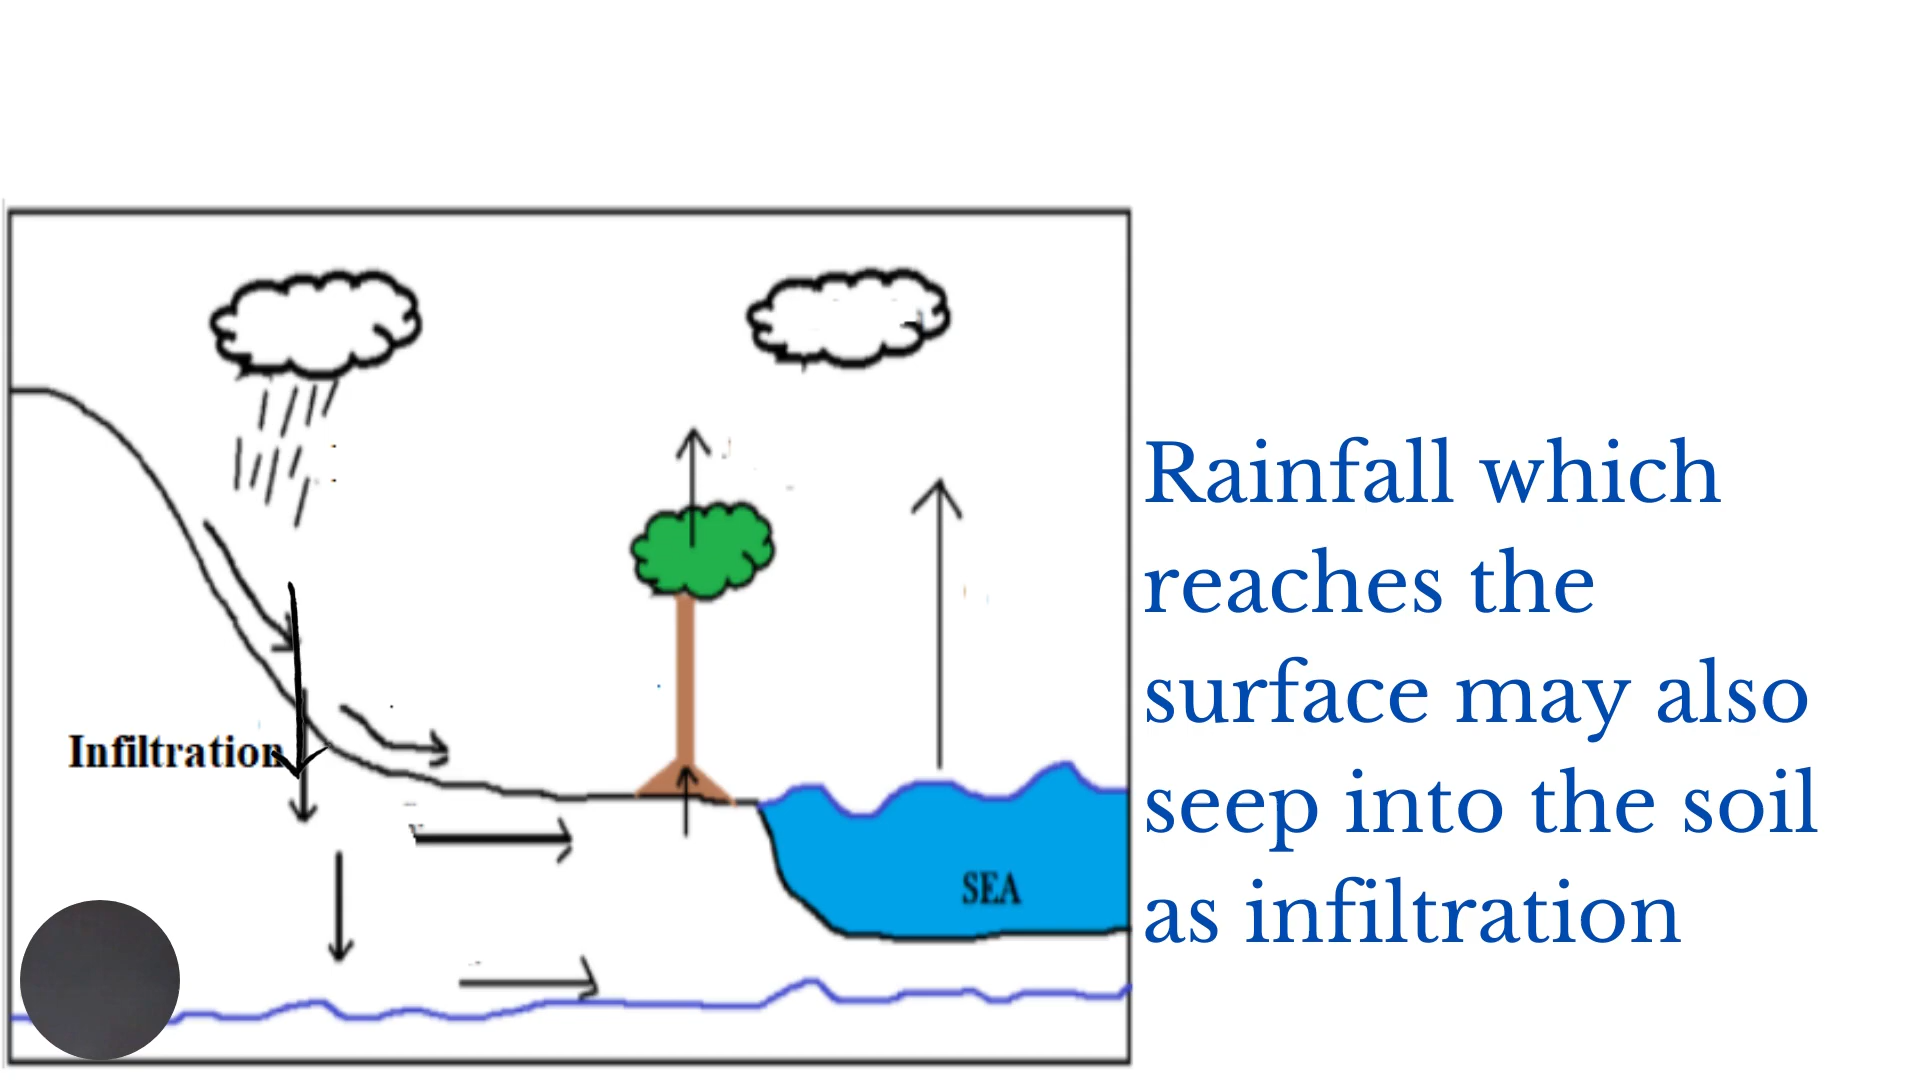 Infiltration
SEA
Rainfall which
reaches the
surface may also
seep into the soil
as infiltration